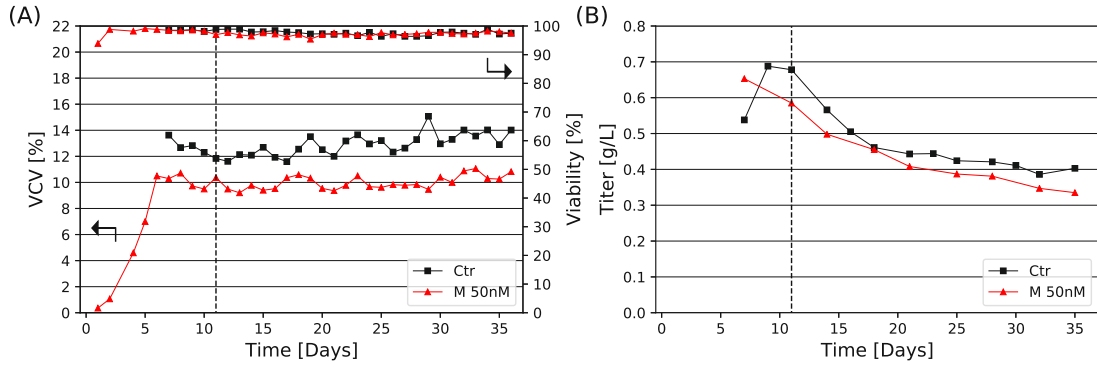 (A)
22
20
18
16
14
12
10
8
6
4
2
0
VCV [%]
100
90
80
70
60
50
40
30
20
10
0
Viability [%]
Ctr
M 50nM
0 5 10 15 20 25 30 35
Time [Days]
(B)
0.8
0.7
0.6
0.5
0.4
0.3
0.2
0.1
0.0
Titer [g/L]
Ctr
M 50nM
0 5 10 15 20 25 30 35
Time [Days]